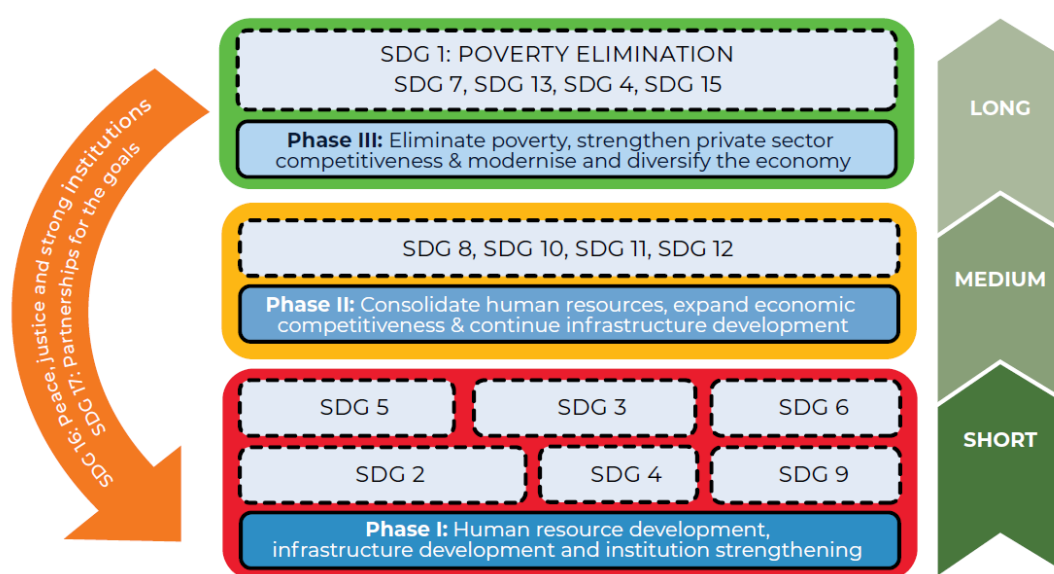 SDG 16: Peace, justice and strong institutions
SDG 17: Partnerships for the goals
SDG 1: POVERTY ELIMINATION
SDG 7, SDG 13, SDG 4, SDG 15
Phase III: Eliminate poverty, strengthen private sector
competitiveness & modernise and diversify the economy
LONG
SDG 8, SDG 10, SDG 11, SDG 12
Phase II: Consolidate human resources, expand economic
competitiveness & continue infrastructure development
MEDIUM
SDG 5
SDG 3
SDG 6
SDG 2
SDG 4
SDG 9
Phase I: Human resource development,
infrastructure development and institution strengthening
SHORT